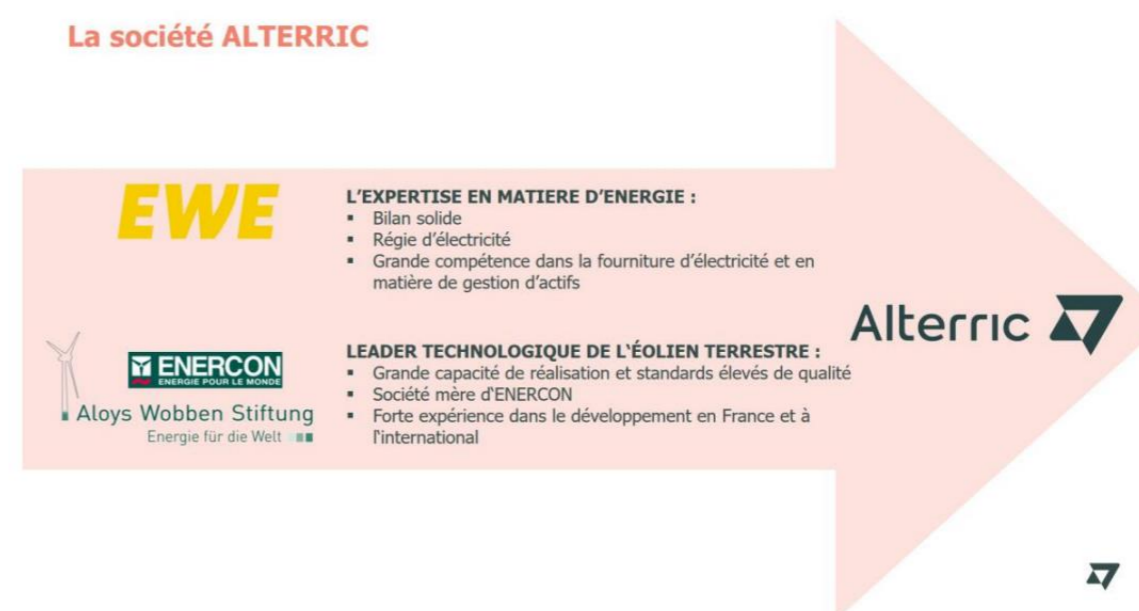 La société ALTERRIC
EWE
L'EXPERTISE EN MATIERE D'ENERGIE :
▪ Bilan solide
▪ Régie d'électricité
▪ Grande compétence dans la fourniture d'électricité et en
matière de gestion d'actifs
ENERCON
ENERGIE POUR LE MONDE
Aloys Wobben Stiftung
Energie für die Welt
LEADER TECHNOLOGIQUE DE L'ÉOLIEN TERRESTRE :
▪ Grande capacité de réalisation et standards élevés de qualité
▪ Société mère d'ENERCON
▪ Forte expérience dans le développement en France et à
l'international
Alterric